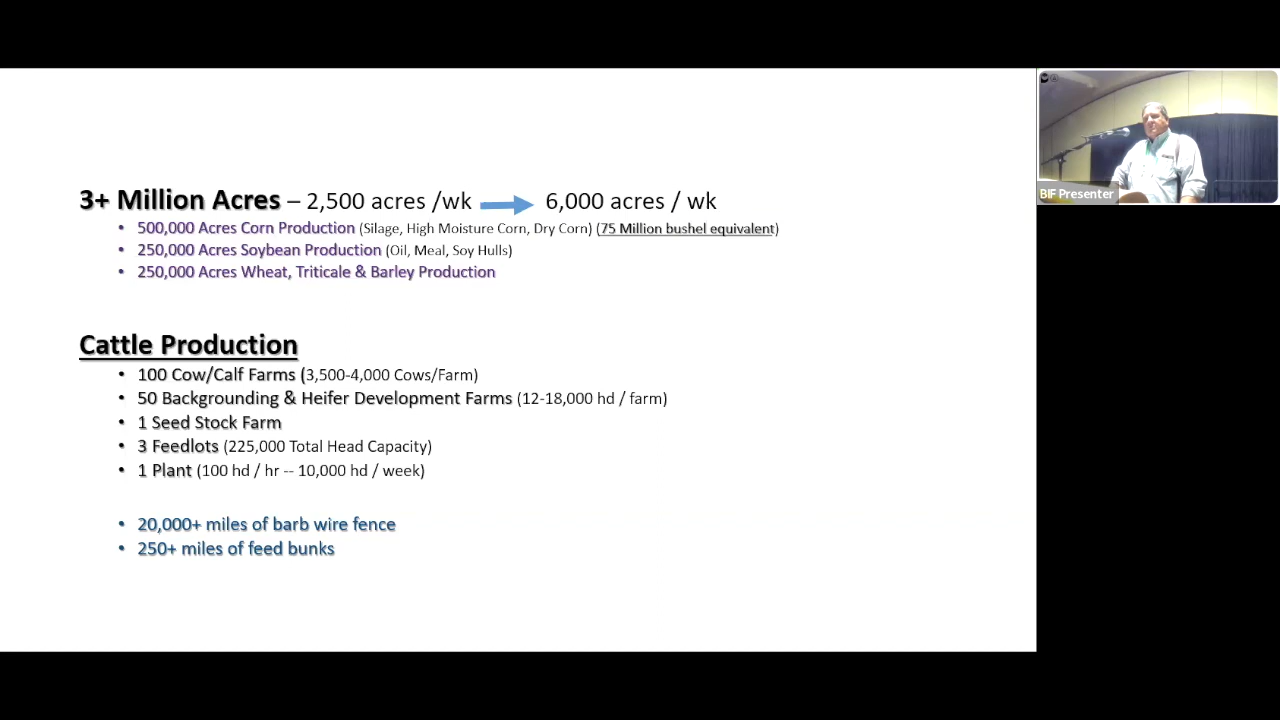 3+ Million Acres – 2,500 acres /wk 6,000 acres / wk
• 500,000 Acres Corn Production (Silage, High Moisture Corn, Dry Corn) (75 Million bushel equivalent)
• 250,000 Acres Soybean Production (Oil, Meal, Soy Hulls)
• 250,000 Acres Wheat, Triticale & Barley Production
Cattle Production
• 100 Cow/Calf Farms (3,500-4,000 Cows/Farm)
• 50 Backgrounding & Heifer Development Farms (12-18,000 hd / farm)
• 1 Seed Stock Farm
• 3 Feedlots (225,000 Total Head Capacity)
• 1 Plant (100 hd / hr -- 10,000 hd / week)
• 20,000+ miles of barb wire fence
• 250+ miles of feed bunks
BIF Presenter